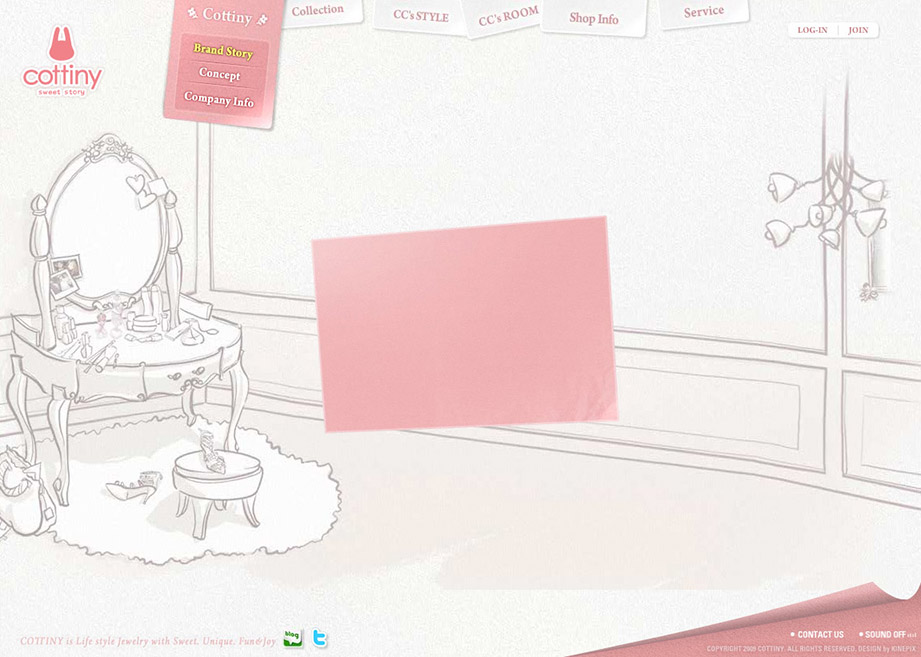 Cottiny
Collection
CC's STYLE
CC's ROOM
Shop Info
Service
LOG-IN
JOIN
Brand Story
Concept
Company Info
cottiny
sweet story
COTTINY is Life style Jewelry with Sweet, Unique, Fun&Joy
blog
t
• CONTACT US
• SOUND OFF
COPYRIGHT 2009 COTTINY. ALL RIGHTS RESERVED. DESIGN by KINEPIX